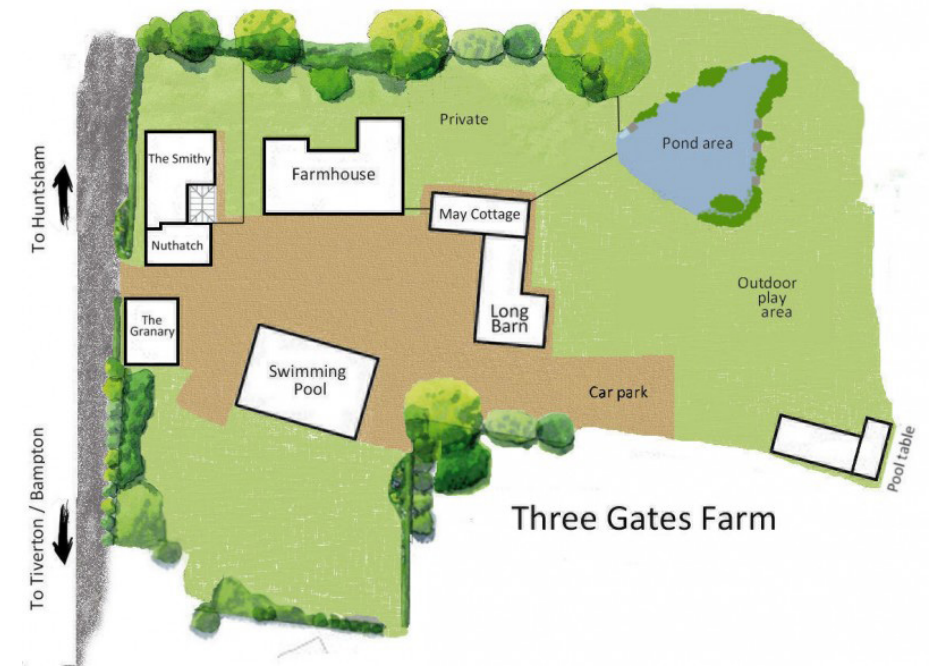 Private
Pond area
The Smithy
Farmhouse
To Huntsham
May Cottage
Nuthatch
Outdoor
play
area
The
Granary
Long
Barn
Swimming
Pool
Car park
Pool table
To Tiverton / Bampton
Three Gates Farm